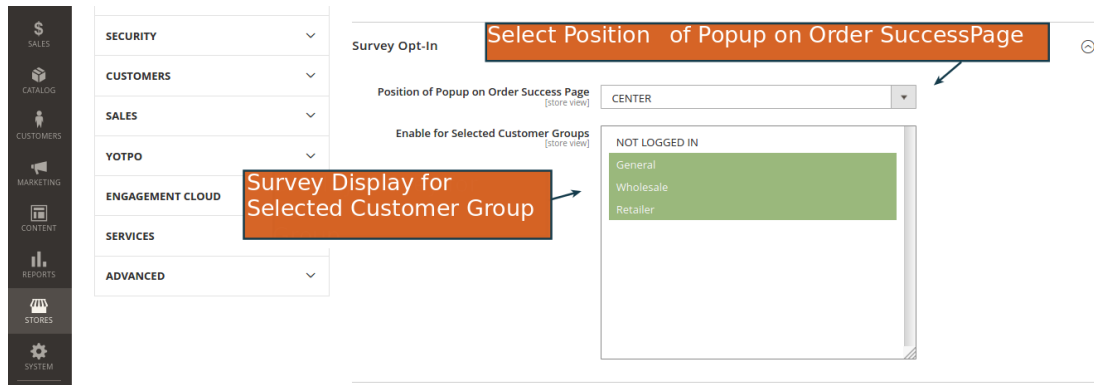 SALES
CATALOG
CUSTOMERS
MARKETING
CONTENT
REPORTS
STORES
SYSTEM
SECURITY
CUSTOMERS
SALES
YOTPO
ENGAGEMENT CLOUD
SERVICES
ADVANCED
Survey Opt-In
Select Position of Popup on Order SuccessPage
Position of Popup on Order Success Page
[store view]
CENTER
Enable for Selected Customer Groups
[store view]
NOT LOGGED IN
General
Wholesale
Retailer
Survey Display for
Selected Customer Group